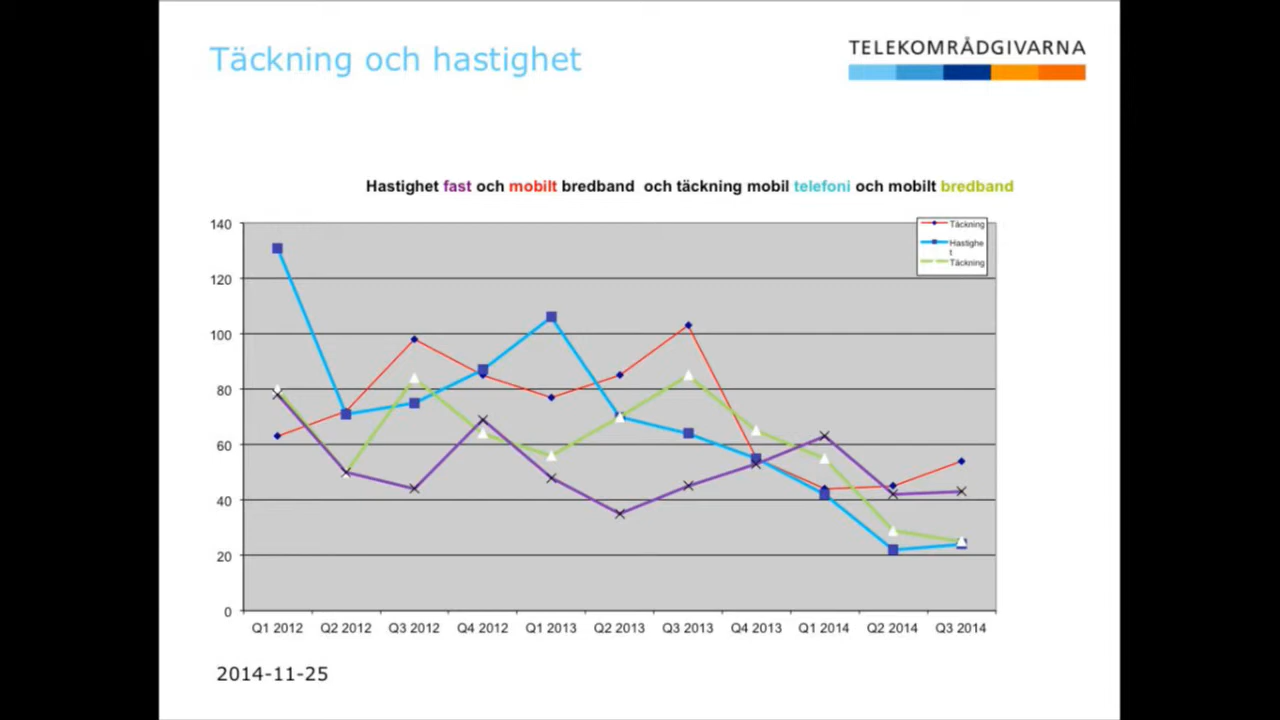 Täckning och hastighet
TELEKOMRÅDGIVARNA
Hastighet fast och mobilt bredband och täckning mobil telefoni och mobilt bredband
Täckning
Hastighe
t
Täckning
140
120
100
80
60
40
20
0
Q1 2012 Q2 2012 Q3 2012 Q4 2012 Q1 2013 Q2 2013 Q3 2013 Q4 2013 Q1 2014 Q2 2014 Q3 2014
2014-11-25